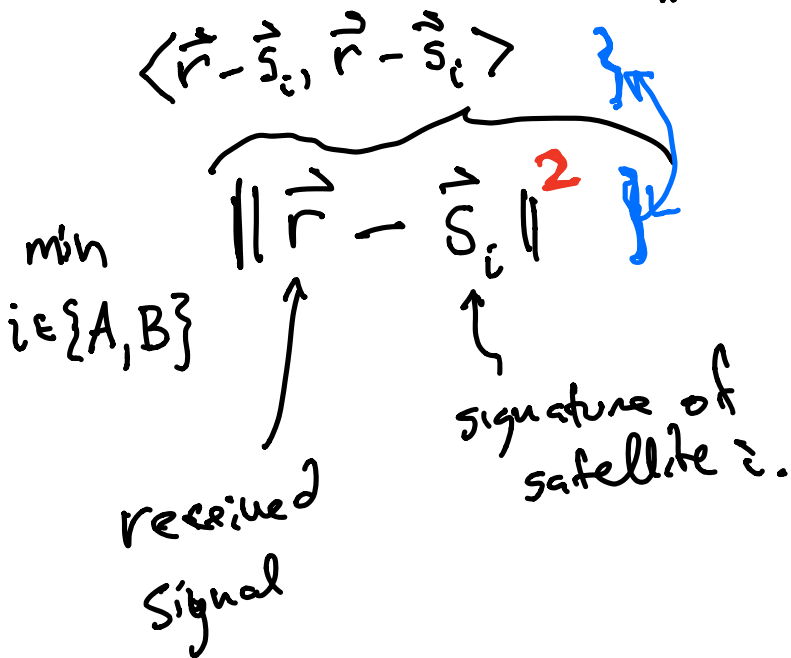 ⟨r⃗ - s⃗ᵢ, r⃗ - s⃗ᵢ⟩
min ‖r⃗ - s⃗ᵢ‖²
i∈{A,B}
signature of
satellite i.
received
signal